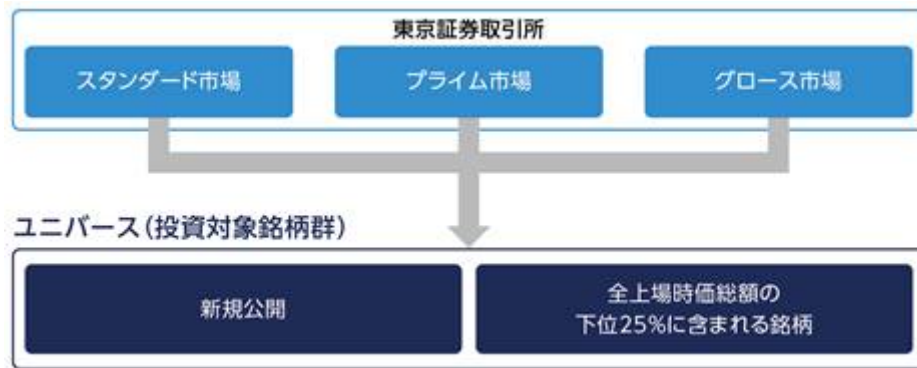 東京証券取引所
スタンダード市場
プライム市場
グロース市場
ユニバース(投資対象銘柄群)
新規公開
全上場時価総額の
下位25%に含まれる銘柄